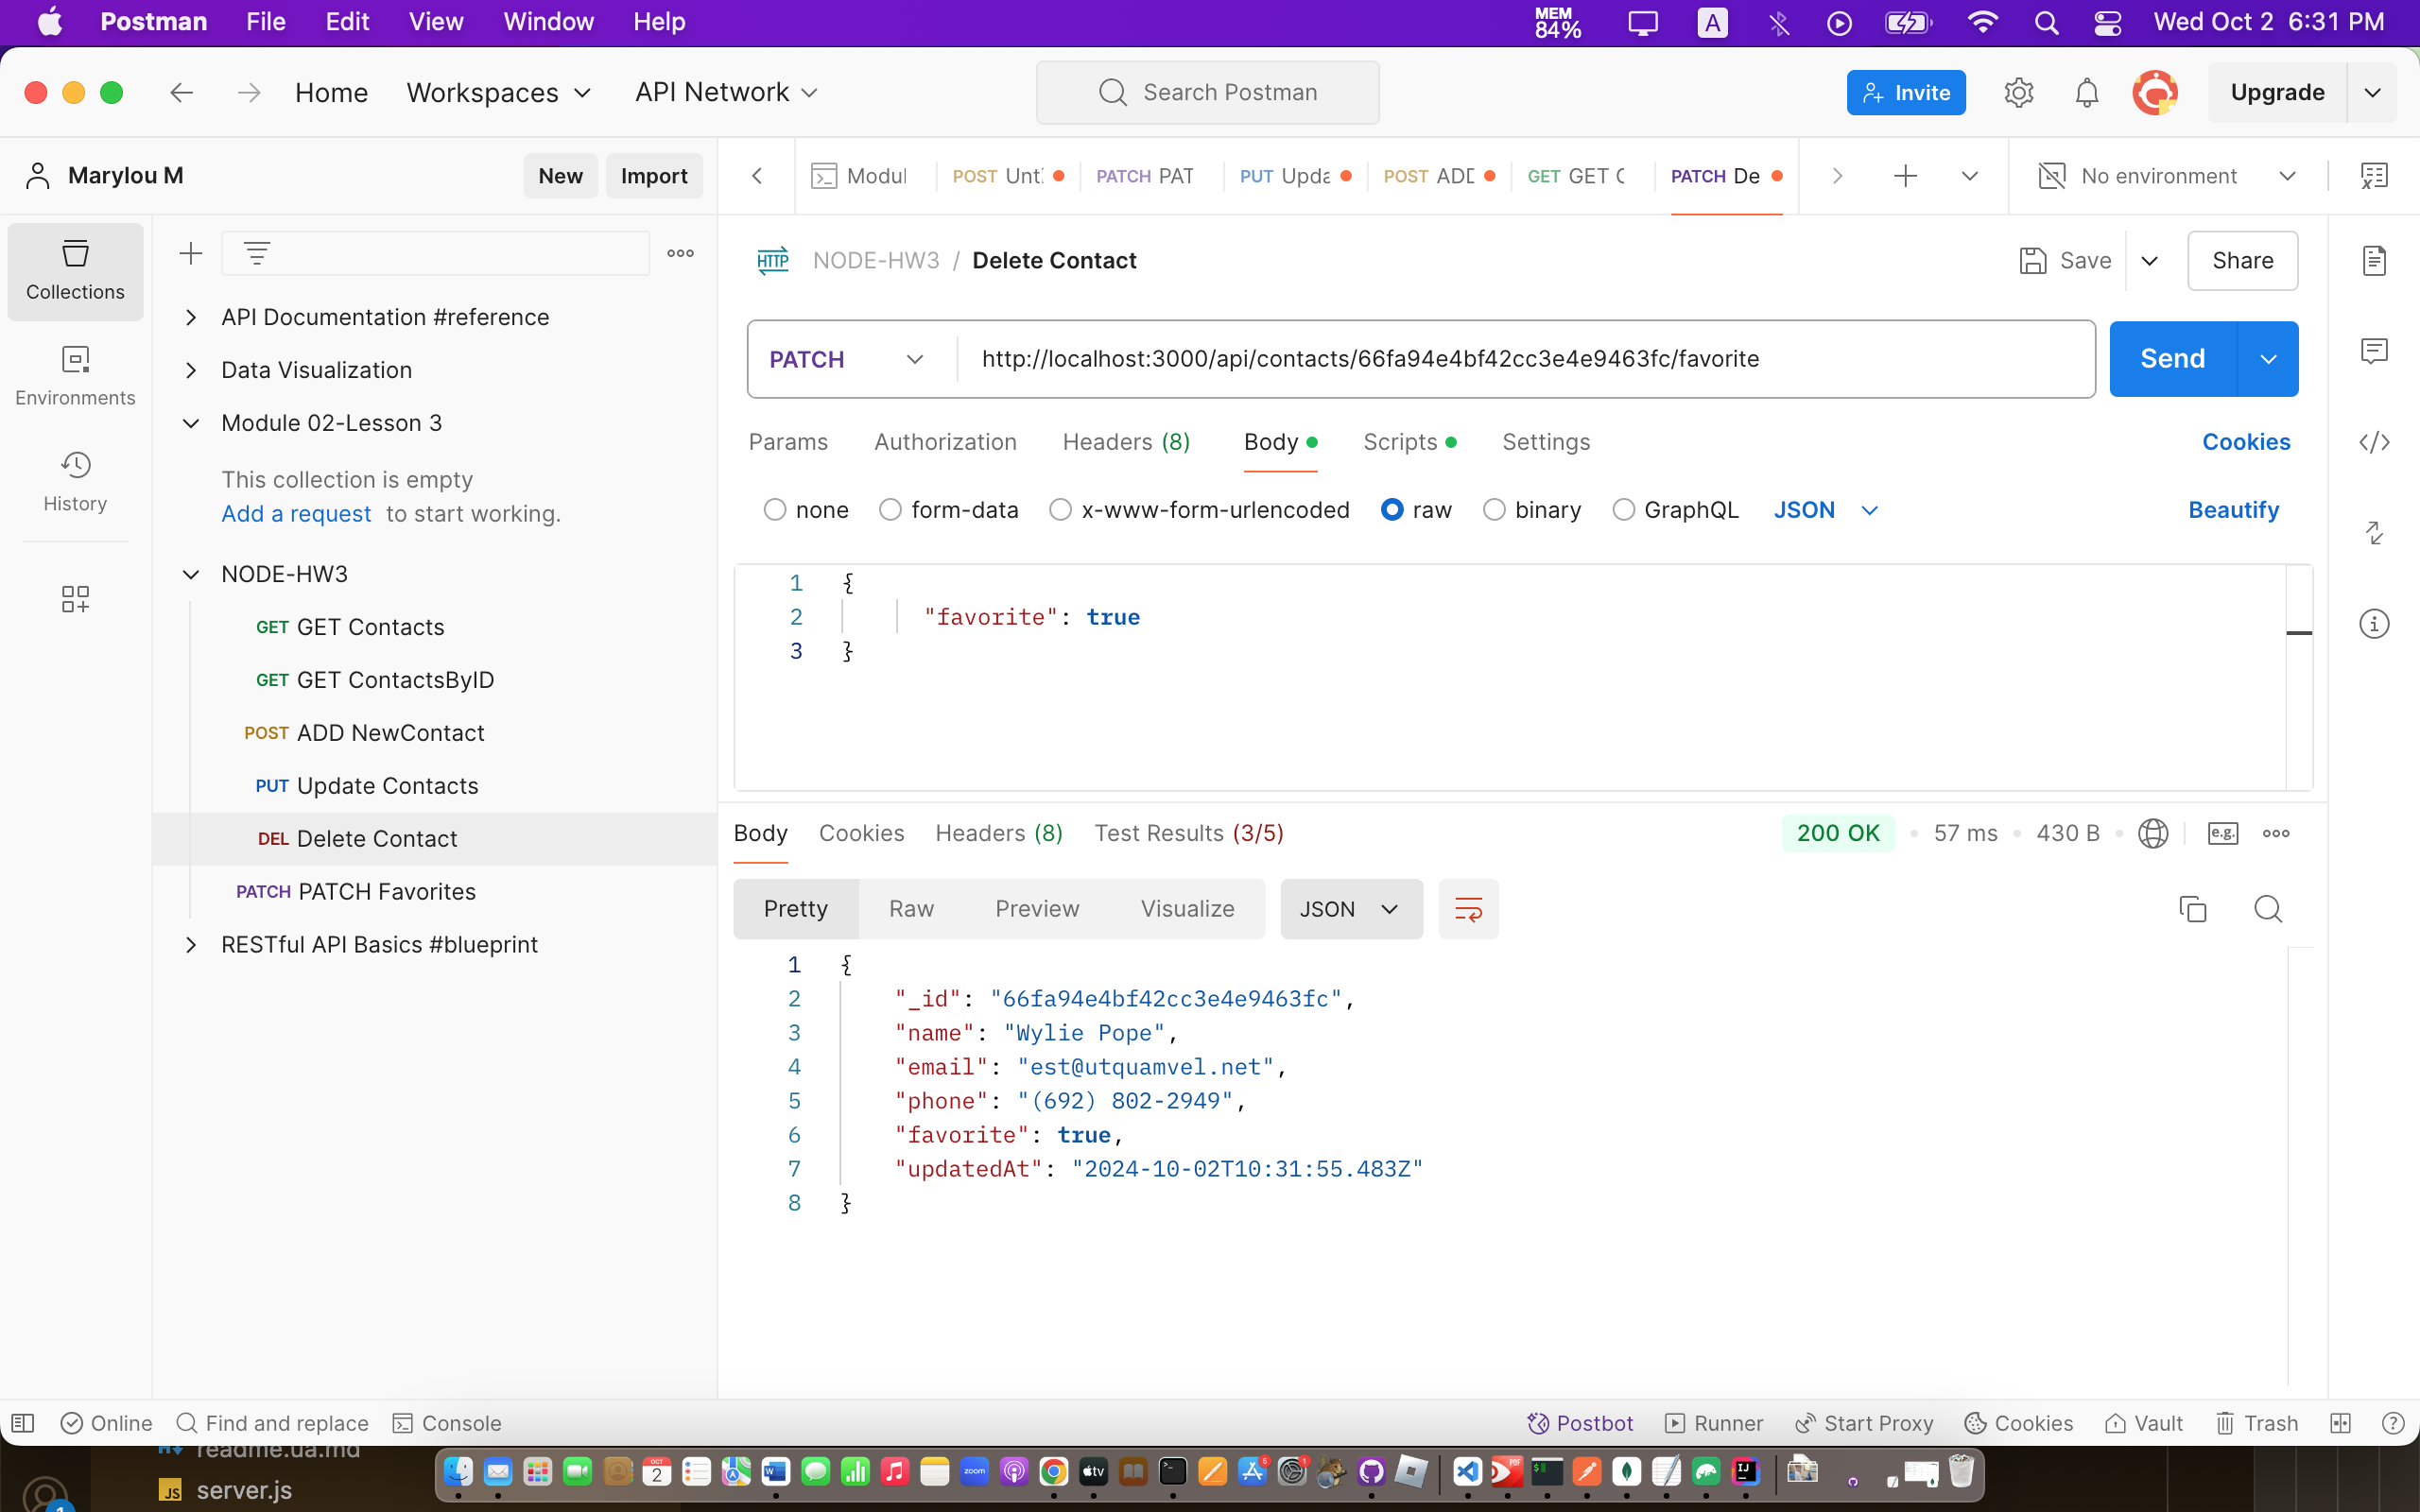 Postman File Edit View Window Help MEM 84% A Wed Oct 2 6:31 PM
Home Workspaces API Network Search Postman Invite Upgrade
Marylou M New Import Modul POST Unt PATCH PAT PUT Upda POST ADD GET GET C PATCH De No environment
Collections
Environments
History
API Documentation #reference
Data Visualization
Module 02-Lesson 3
This collection is empty
Add a request to start working.
NODE-HW3
GET GET Contacts
GET GET ContactsByID
POST ADD NewContact
PUT Update Contacts
DEL Delete Contact
PATCH PATCH Favorites
RESTful API Basics #blueprint
HTTP NODE-HW3 / Delete Contact Save Share
PATCH http://localhost:3000/api/contacts/66fa94e4bf42cc3e4e9463fc/favorite Send
Params Authorization Headers (8) Body Scripts Settings Cookies
none form-data x-www-form-urlencoded raw binary GraphQL JSON Beautify
1 {
2 "favorite": true
3 }
Body Cookies Headers (8) Test Results (3/5) 200 OK 57 ms 430 B e.g.
Pretty Raw Preview Visualize JSON
1 {
2 "_id": "66fa94e4bf42cc3e4e9463fc",
3 "name": "Wylie Pope",
4 "email": "est@utquamvel.net",
5 "phone": "(692) 802-2949",
6 "favorite": true,
7 "updatedAt": "2024-10-02T10:31:55.483Z"
8 }
Online Find and replace Console Postbot Runner Start Proxy Cookies Vault Trash
readme.ua.md
JS server.js
OCT 2 zoom tv PDF IJ